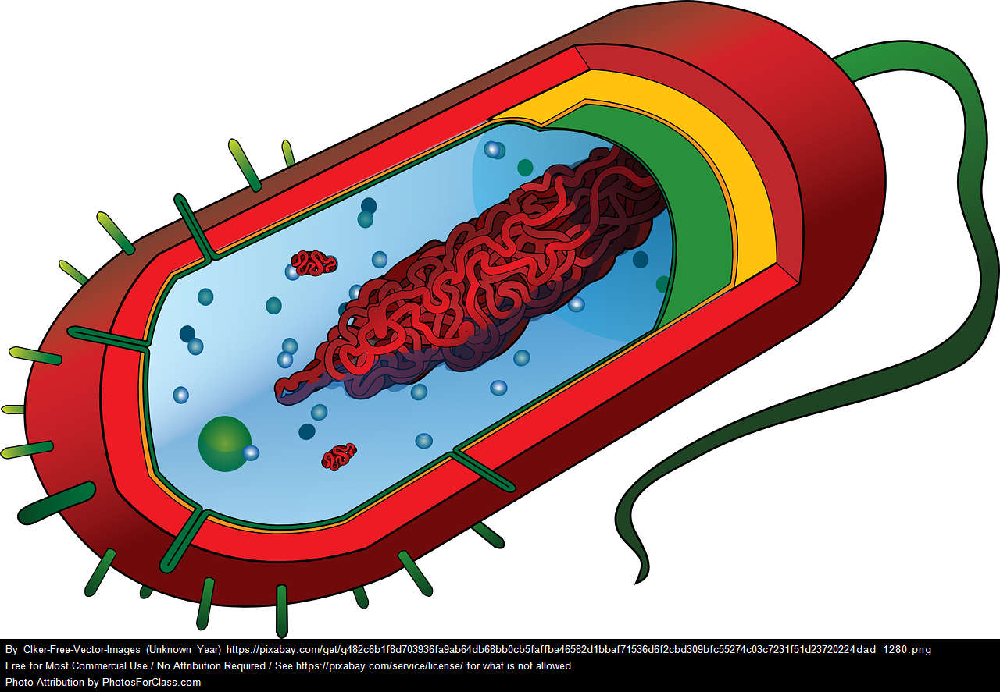 By Clker-Free-Vector-Images (Unknown Year) https://pixabay.com/get/g482c6b1f8d703936fa9ab64db68bb0cb5faffba46582d1bbaf71536d6f2cbd309bfc55274c03c7231f51d23720224dad_1280.png
Free for Most Commercial Use / No Attribution Required / See https://pixabay.com/service/license/ for what is not allowed
Photo Attribution by PhotosForClass.com